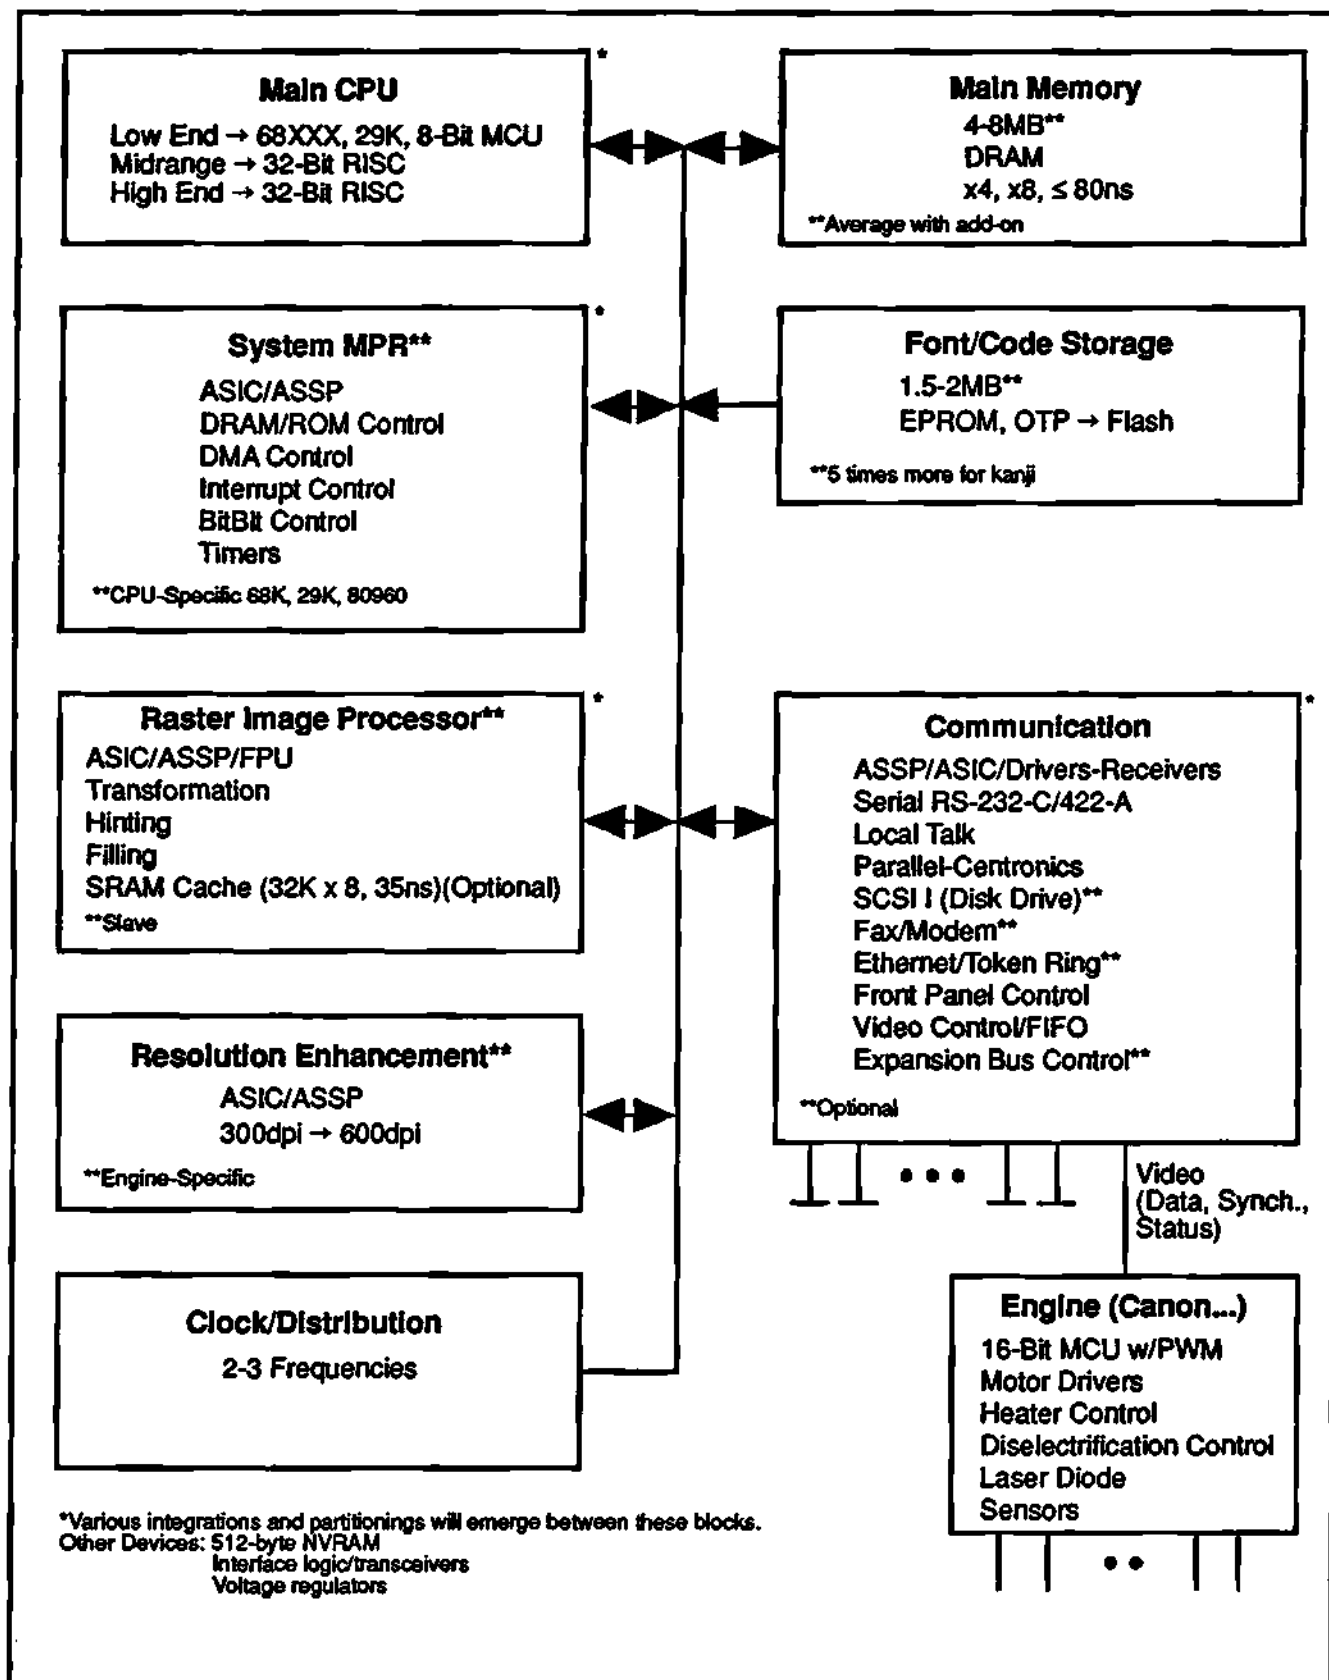 *
Main CPU
Low End → 68XXX, 29K, 8-Bit MCU
Midrange → 32-Bit RISC
High End → 32-Bit RISC
Main Memory
4-8MB**
DRAM
x4, x8, ≤ 80ns
**Average with add-on
*
System MPR**
ASIC/ASSP
DRAM/ROM Control
DMA Control
Interrupt Control
BitBlt Control
Timers
**CPU-Specific 68K, 29K, 80960
Font/Code Storage
1.5-2MB**
EPROM, OTP → Flash
**5 times more for kanji
*
Raster Image Processor**
ASIC/ASSP/FPU
Transformation
Hinting
Filling
SRAM Cache (32K x 8, 35ns)(Optional)
**Slave
*
Communication
ASSP/ASIC/Drivers-Receivers
Serial RS-232-C/422-A
Local Talk
Parallel-Centronics
SCSI I (Disk Drive)**
Fax/Modem**
Ethernet/Token Ring**
Front Panel Control
Video Control/FIFO
Expansion Bus Control**
**Optional
Resolution Enhancement**
ASIC/ASSP
300dpi → 600dpi
**Engine-Specific
Video
(Data, Synch.,
Status)
Clock/Distribution
2-3 Frequencies
Engine (Canon...)
16-Bit MCU w/PWM
Motor Drivers
Heater Control
Diselectrification Control
Laser Diode
Sensors
*Various integrations and partitionings will emerge between these blocks.
Other Devices: 512-byte NVRAM
Interface logic/transceivers
Voltage regulators